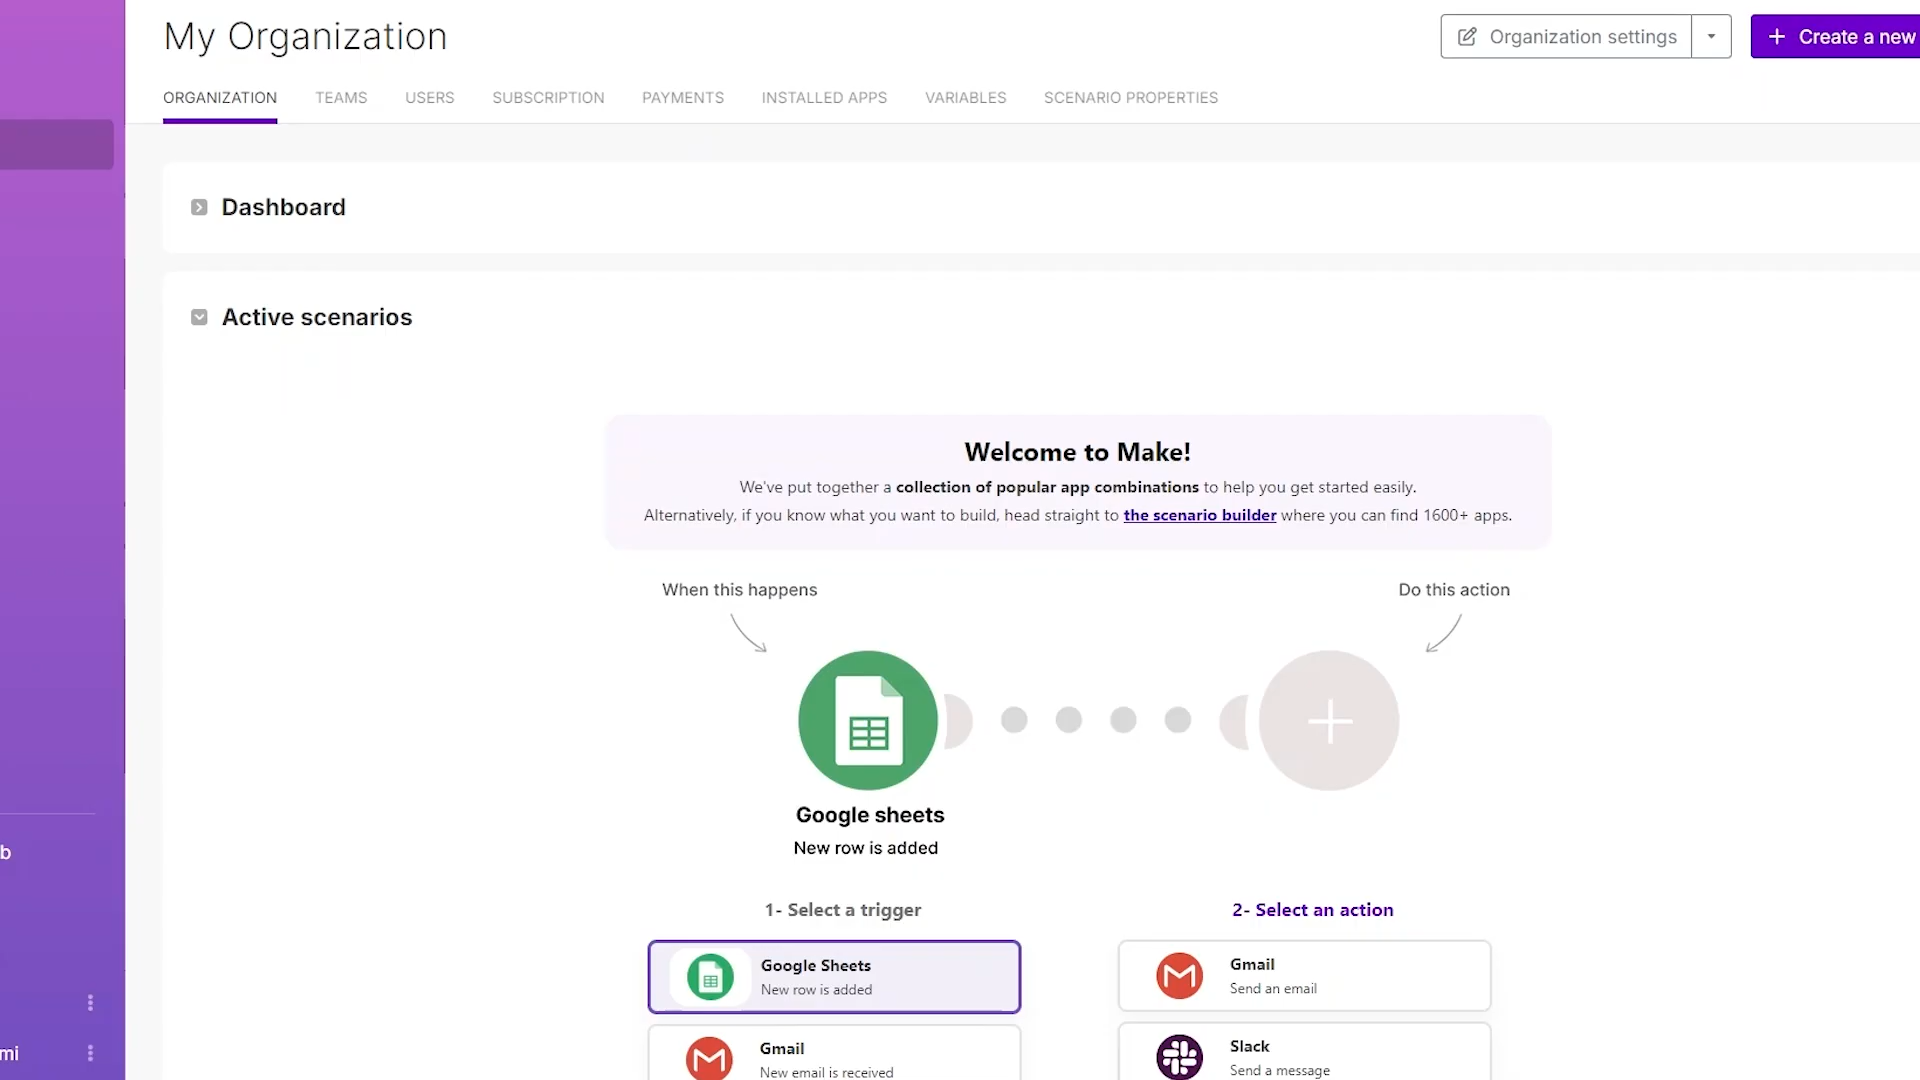 My Organization
Organization settings
+ Create a new
ORGANIZATION TEAMS USERS SUBSCRIPTION PAYMENTS INSTALLED APPS VARIABLES SCENARIO PROPERTIES
Dashboard
Active scenarios
Welcome to Make!
We've put together a collection of popular app combinations to help you get started easily.
Alternatively, if you know what you want to build, head straight to the scenario builder where you can find 1600+ apps.
When this happens
Do this action
Google sheets
New row is added
b
1- Select a trigger
2- Select an action
Google Sheets
New row is added
Gmail
Send an email
Gmail
New email is received
Slack
Send a message
mi